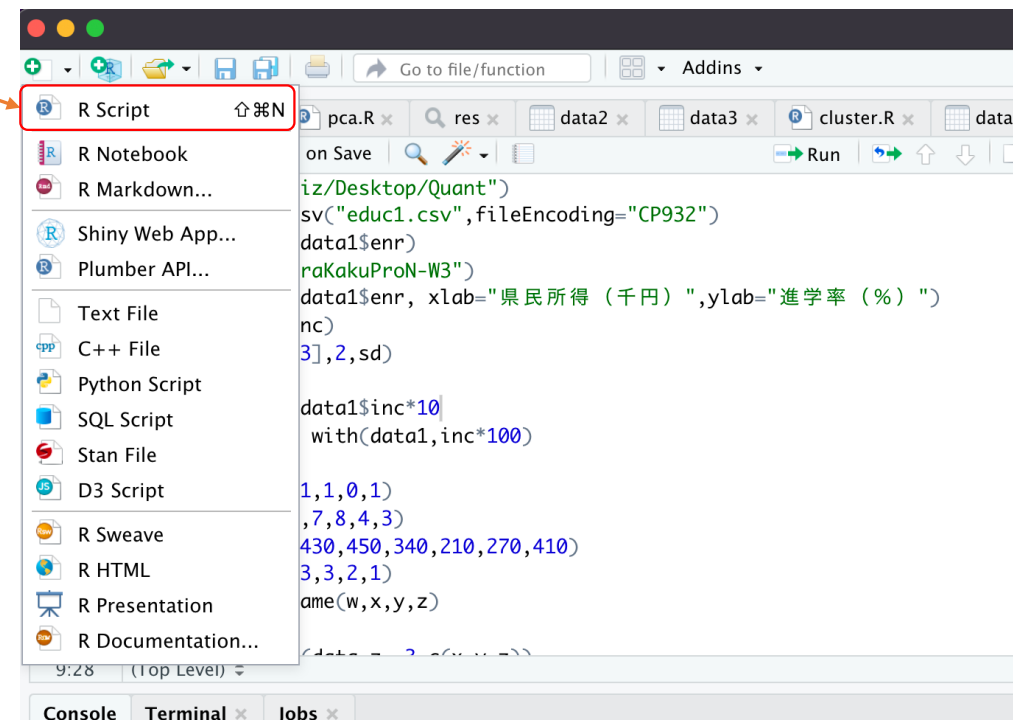 Go to file/function
Addins
R Script ⇧⌘N
pca.R
res
data2
data3
cluster.R
data
R Notebook
R Markdown...
Shiny Web App...
Plumber API...
Text File
C++ File
Python Script
SQL Script
Stan File
D3 Script
R Sweave
R HTML
R Presentation
R Documentation...
on Save
Run
iz/Desktop/Quant")
sv("educ1.csv",fileEncoding="CP932")
data1$enr)
raKakuProN-W3")
data1$enr, xlab="県民所得（千円）",ylab="進学率（%）")
nc)
3],2,sd)
data1$inc*10
with(data1,inc*100)
1,1,0,1)
,7,8,4,3)
430,450,340,210,270,410)
3,3,2,1)
ame(w,x,y,z)
9:28 (Top Level)
Console Terminal Jobs